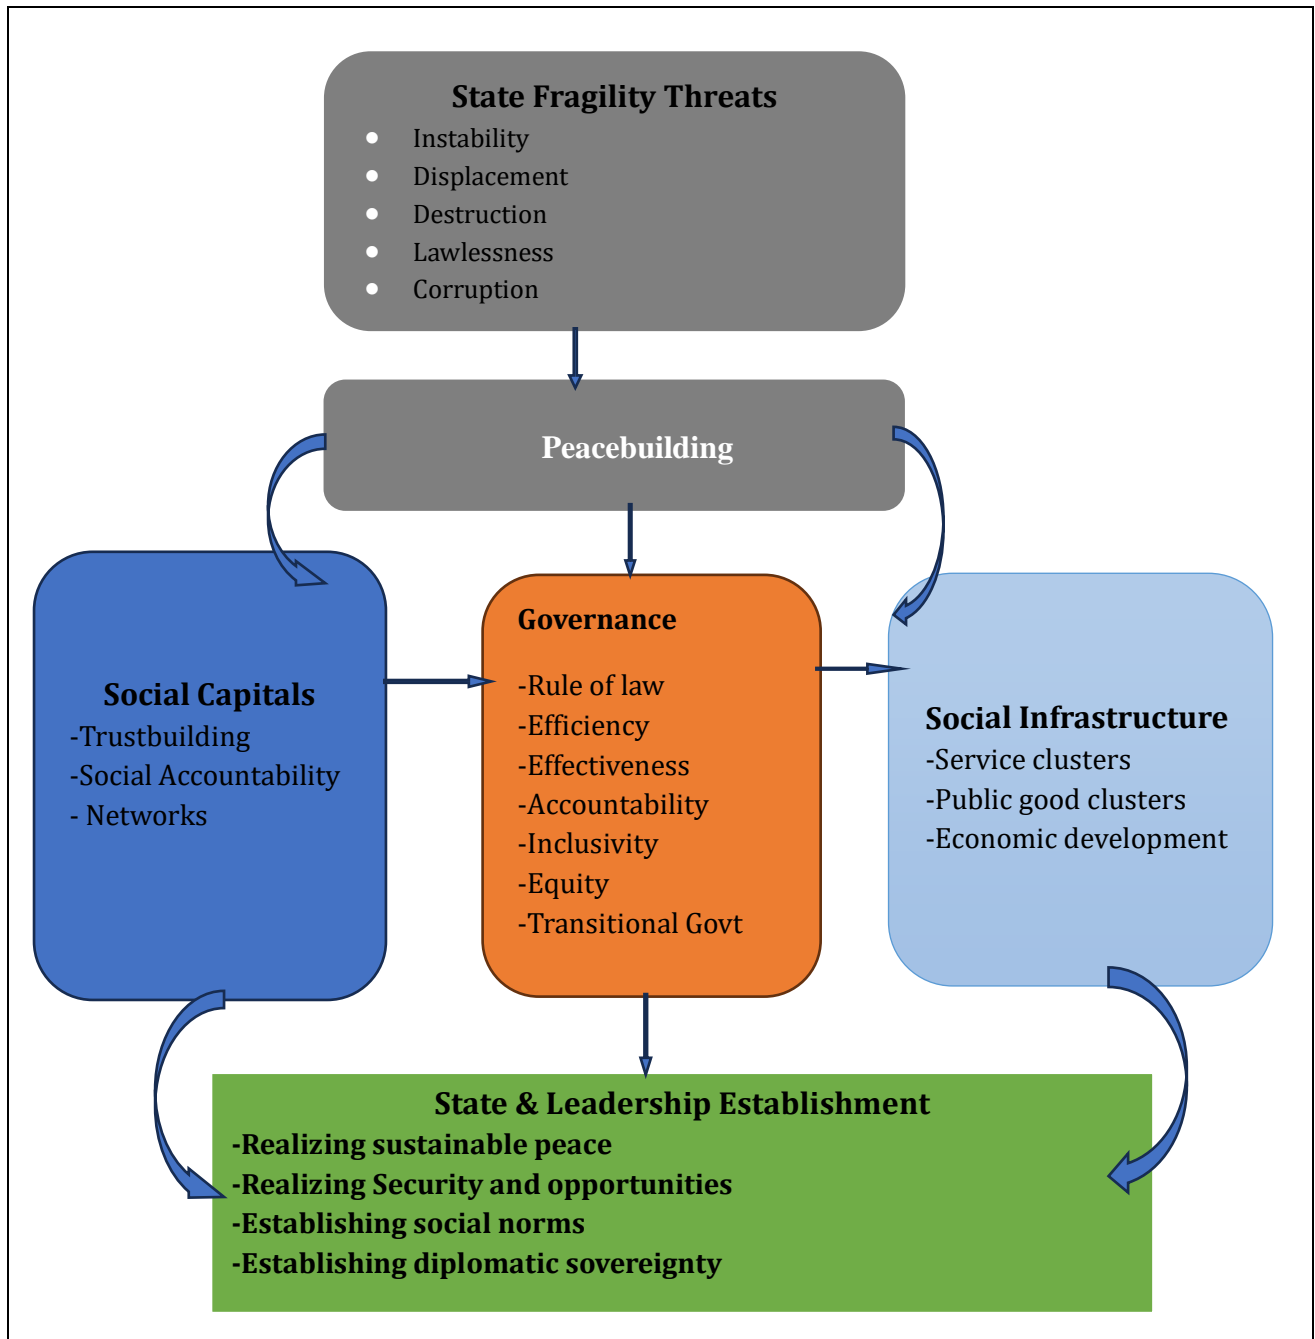 State Fragility Threats
Instability
Displacement
Destruction
Lawlessness
Corruption
Peacebuilding
Social Capitals
-Trustbuilding
-Social Accountability
- Networks
Governance
-Rule of law
-Efficiency
-Effectiveness
-Accountability
-Inclusivity
-Equity
-Transitional Govt
Social Infrastructure
-Service clusters
-Public good clusters
-Economic development
State & Leadership Establishment
-Realizing sustainable peace
-Realizing Security and opportunities
-Establishing social norms
-Establishing diplomatic sovereignty